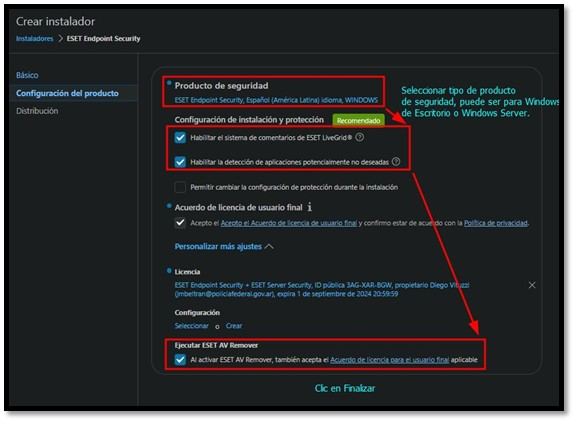 Crear instalador
Instaladores > ESET Endpoint Security
Básico
Configuración del producto
Distribución
Producto de seguridad
ESET Endpoint Security, Español (América Latina) idioma, WINDOWS
Seleccionar tipo de producto
de seguridad, puede ser para Windows
de Escritorio o Windows Server.
Configuración de instalación y protección Recomendado
Habilitar el sistema de comentarios de ESET LiveGrid®
Habilitar la detección de aplicaciones potencialmente no deseadas
Permitir cambiar la configuración de protección durante la instalación
Acuerdo de licencia de usuario final
Acepto el Acepto el Acuerdo de licencia de usuario final y confirmo estar de acuerdo con la Política de privacidad.
Personalizar más ajustes
Licencia
ESET Endpoint Security + ESET Server Security, ID pública 3AG-XAR-BGW, propietario Diego Vituzzi
(jmbeltran@policiafederal.gov.ar), expira 1 de septiembre de 2024 20:59:59
Configuración
Seleccionar o Crear
Ejecutar ESET AV Remover
Al activar ESET AV Remover, también acepta el Acuerdo de licencia para el usuario final aplicable
Clic en Finalizar